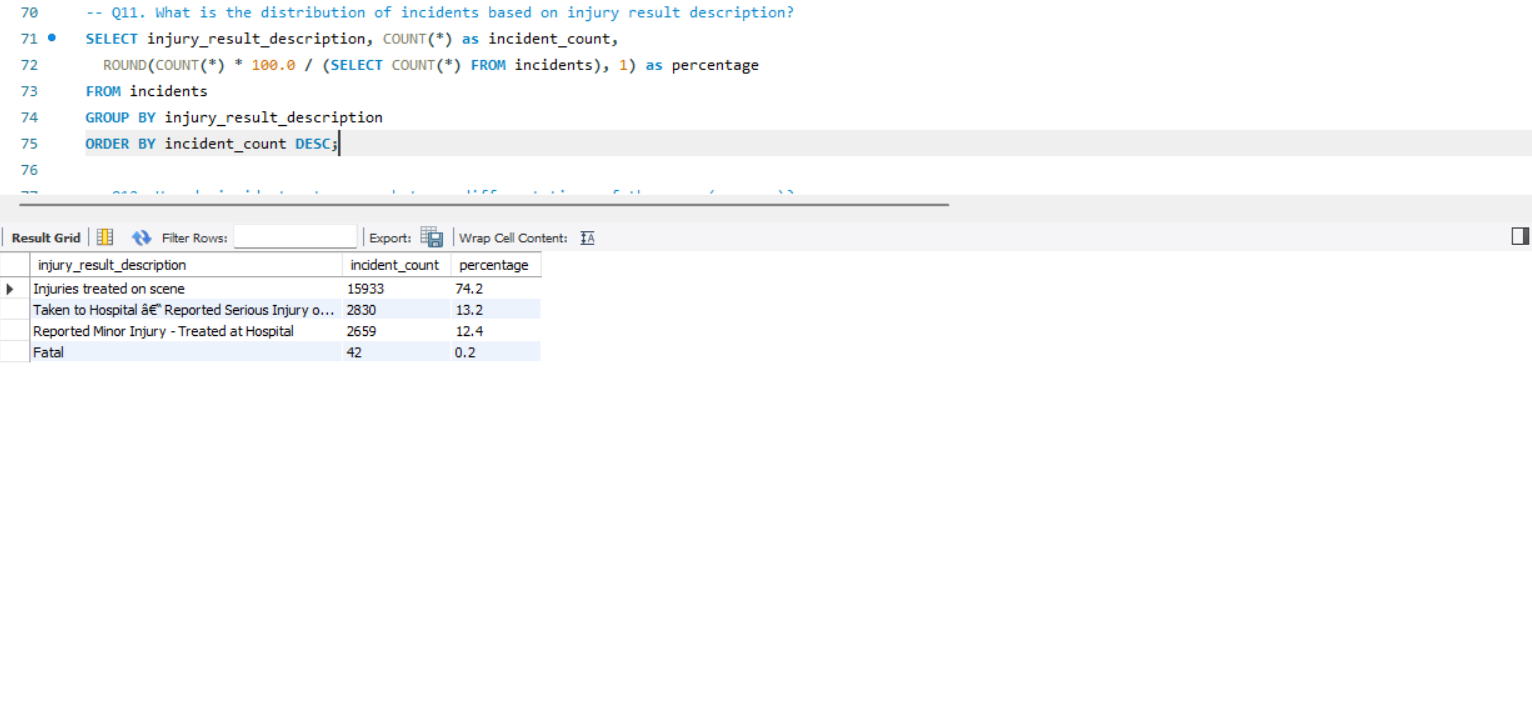 70 -- Q11. What is the distribution of incidents based on injury result description?
71 SELECT injury_result_description, COUNT(*) as incident_count,
72 ROUND(COUNT(*) * 100.0 / (SELECT COUNT(*) FROM incidents), 1) as percentage
73 FROM incidents
74 GROUP BY injury_result_description
75 ORDER BY incident_count DESC;
76
Result Grid Filter Rows: Export: Wrap Cell Content:
injury_result_description incident_count percentage
Injuries treated on scene 15933 74.2
Taken to Hospital â€“ Reported Serious Injury o... 2830 13.2
Reported Minor Injury - Treated at Hospital 2659 12.4
Fatal 42 0.2